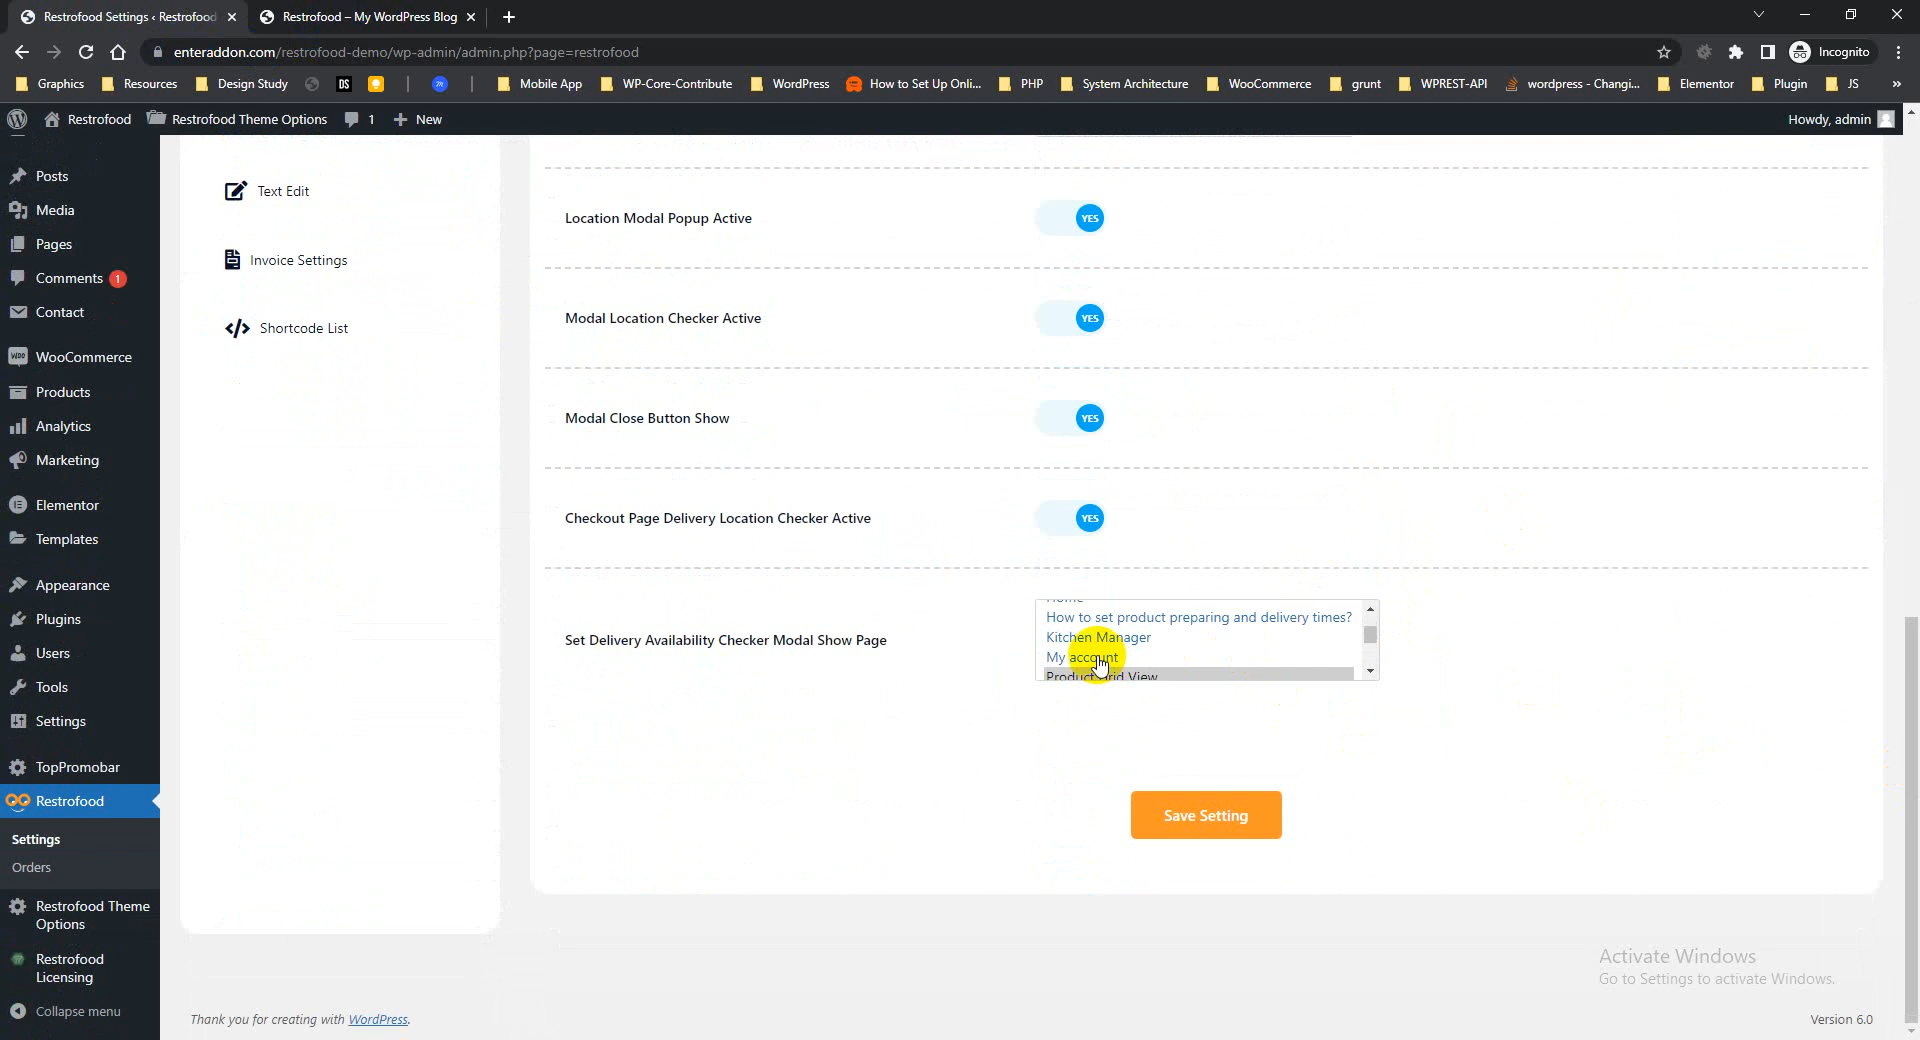 Restrofood Settings ‹ Restrofood
Restrofood – My WordPress Blog
enteraddon.com/restrofood-demo/wp-admin/admin.php?page=restrofood
Incognito
Graphics
Resources
Design Study
DS
Mobile App
WP-Core-Contribute
WordPress
How to Set Up Onli...
PHP
System Architecture
WooCommerce
grunt
WPREST-API
wordpress - Changi...
Elementor
Plugin
JS
»
Restrofood
Restrofood Theme Options
1
New
Howdy, admin
Posts
Media
Pages
Comments 1
Contact
WooCommerce
Products
Analytics
Marketing
Elementor
Templates
Appearance
Plugins
Users
Tools
Settings
TopPromobar
Restrofood
Settings
Orders
Restrofood Theme
Options
Restrofood
Licensing
Collapse menu
Text Edit
Invoice Settings
Shortcode List
Location Modal Popup Active
YES
Modal Location Checker Active
YES
Modal Close Button Show
YES
Checkout Page Delivery Location Checker Active
YES
Set Delivery Availability Checker Modal Show Page
Home
How to set product preparing and delivery times?
Kitchen Manager
My account
Product Grid View
Save Setting
Activate Windows
Go to Settings to activate Windows.
Thank you for creating with WordPress.
Version 6.0